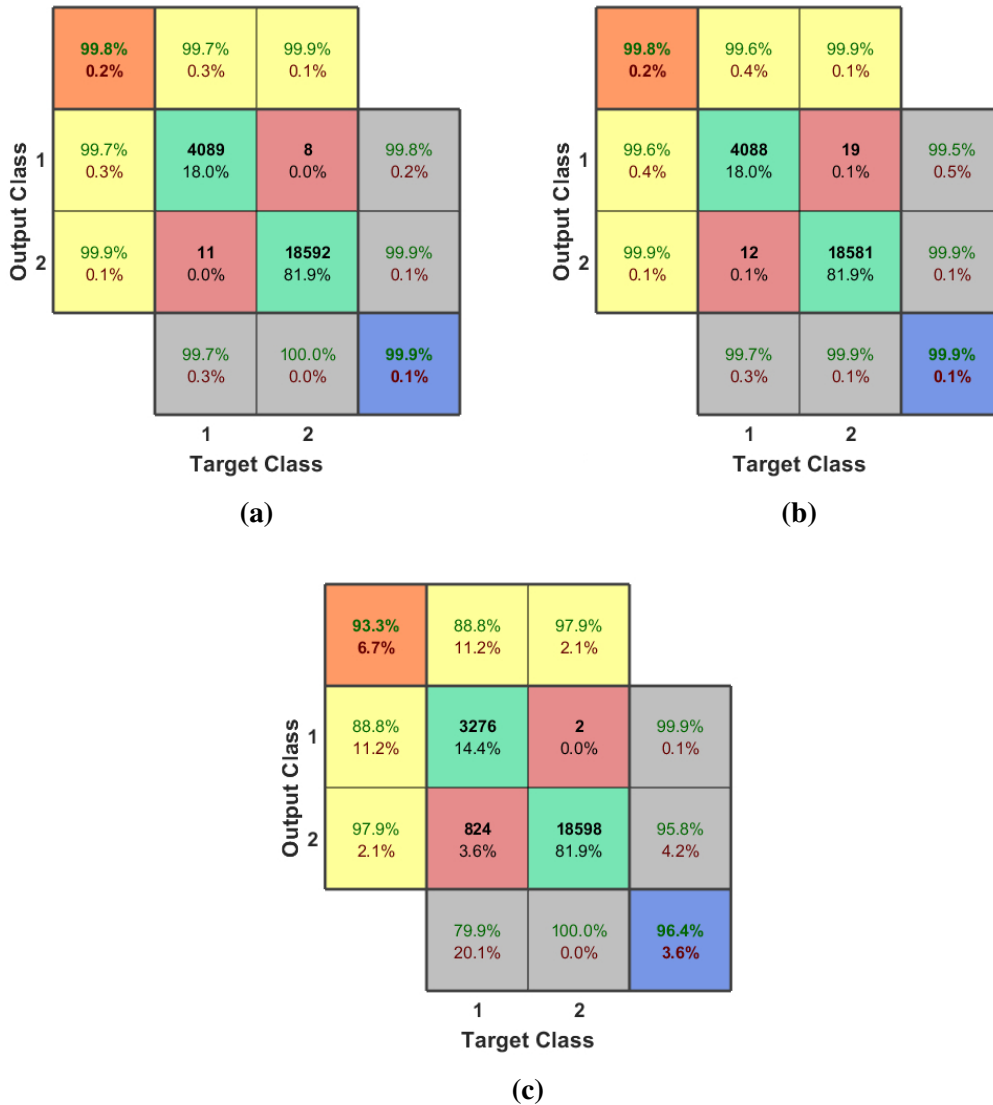 99.8% 99.7% 99.9%
0.2% 0.3% 0.1%
Output Class
1
99.7% 4089 8 99.8%
0.3% 18.0% 0.0% 0.2%
2
99.9% 11 18592 99.9%
0.1% 0.0% 81.9% 0.1%
99.7% 100.0% 99.9%
0.3% 0.0% 0.1%
1 2
Target Class
(a)
99.8% 99.6% 99.9%
0.2% 0.4% 0.1%
Output Class
1
99.6% 4088 19 99.5%
0.4% 18.0% 0.1% 0.5%
2
99.9% 12 18581 99.9%
0.1% 0.1% 81.9% 0.1%
99.7% 99.9% 99.9%
0.3% 0.1% 0.1%
1 2
Target Class
(b)
93.3% 88.8% 97.9%
6.7% 11.2% 2.1%
Output Class
1
88.8% 3276 2 99.9%
11.2% 14.4% 0.0% 0.1%
2
97.9% 824 18598 95.8%
2.1% 3.6% 81.9% 4.2%
79.9% 100.0% 96.4%
20.1% 0.0% 3.6%
1 2
Target Class
(c)